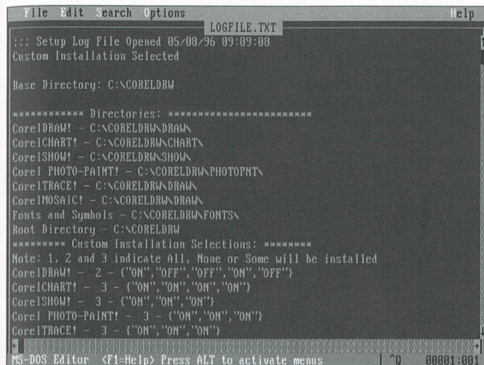 File Edit Search Options Help
LOGFILE.TXT
;;; Setup Log File Opened 05/08/96 09:09:08
Custom Installation Selected
Base Directory: C:\CORELDRW
************ Directories: ************************
CorelDRAW! - C:\CORELDRW\DRAW\
CorelCHART! - C:\CORELDRW\CHART\
CorelSHOW! - C:\CORELDRW\SHOW\
Corel PHOTO-PAINT! - C:\CORELDRW\PHOTOPNT\
CorelTRACE! - C:\CORELDRW\DRAW\
CorelMOSAIC! - C:\CORELDRW\DRAW\
Fonts and Symbols - C:\CORELDRW\FONTS\
Root Directory - C:\CORELDRW
********* Custom Installation Selections: ********
Note: 1, 2 and 3 indicate All, None or Some will be installed
CorelDRAW! - 2 - {"ON","OFF","OFF","ON","OFF"}
CorelCHART! - 3 - {"ON","ON","ON","ON"}
CorelSHOW! - 3 - {"ON","ON","ON"}
Corel PHOTO-PAINT! - 3 - {"ON","ON","ON"}
CorelTRACE! - 3 - {"ON","ON","ON"}
MS-DOS Editor <F1=Help> Press ALT to activate menus ^Q 00001:001